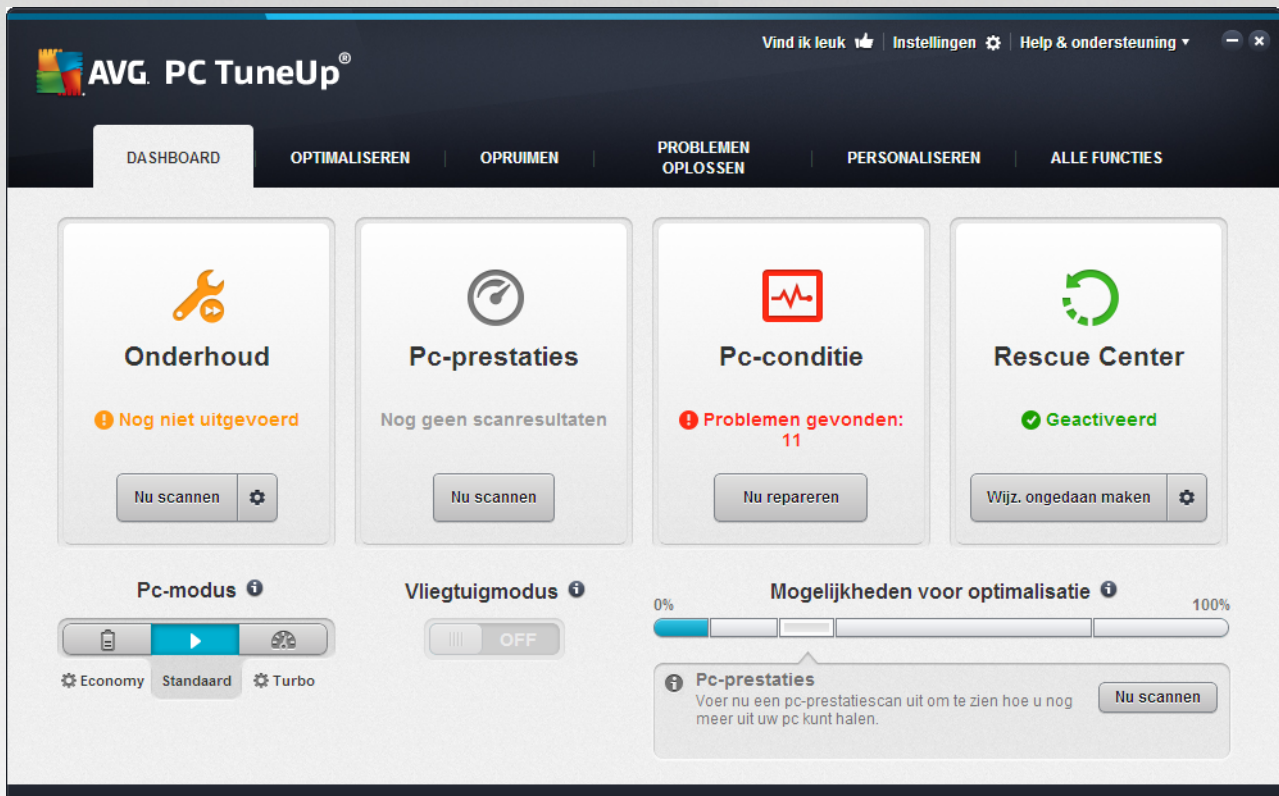 Vind ik leuk Instellingen Help & ondersteuning
AVG. PC TuneUp®
DASHBOARD
OPTIMALISEREN
OPRUIMEN
PROBLEMEN
OPLOSSEN
PERSONALISEREN
ALLE FUNCTIES
Onderhoud
Nog niet uitgevoerd
Nu scannen
Pc-prestaties
Nog geen scanresultaten
Nu scannen
Pc-conditie
Problemen gevonden:
11
Nu repareren
Rescue Center
Geactiveerd
Wijz. ongedaan maken
Pc-modus
Economy
Standaard
Turbo
Vliegtuigmodus
OFF
Mogelijkheden voor optimalisatie
0%
100%
Pc-prestaties
Voer nu een pc-prestatiescan uit om te zien hoe u nog
meer uit uw pc kunt halen.
Nu scannen